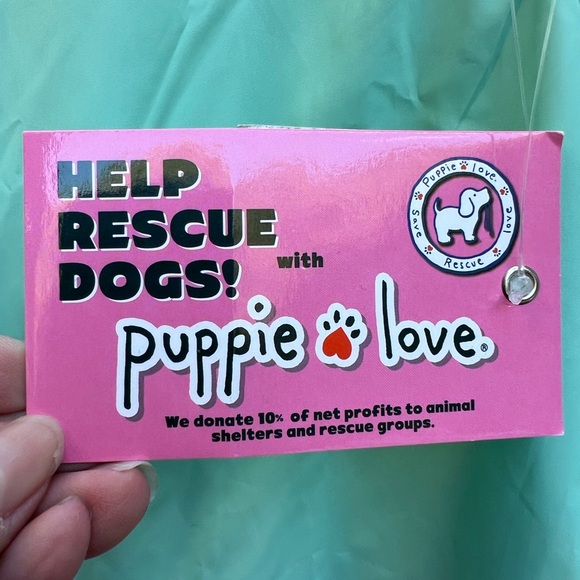 HELP
RESCUE
DOGS!
with
puppie love.®
We donate 10% of net profits to animal
shelters and rescue groups.
Puppie love.
Save Rescue love